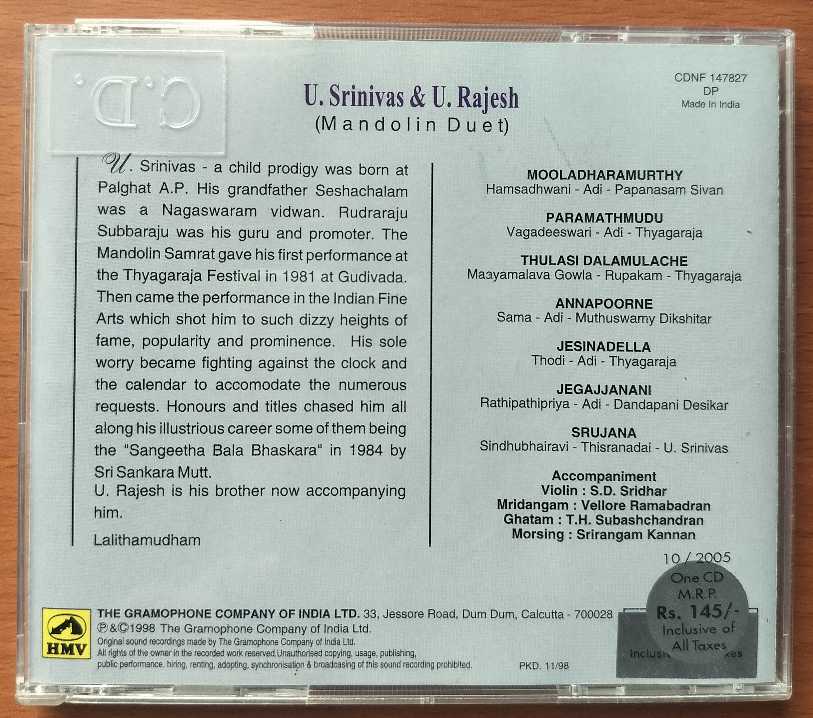 C.D.
U. Srinivas & U. Rajesh
(Mandolin Duet)
CDNF 147827
DP
Made In India
U. Srinivas - a child prodigy was born at
Palghat A.P. His grandfather Seshachalam
was a Nagaswaram vidwan. Rudraraju
Subbaraju was his guru and promoter. The
Mandolin Samrat gave his first performance at
the Thyagaraja Festival in 1981 at Gudivada.
Then came the performance in the Indian Fine
Arts which shot him to such dizzy heights of
fame, popularity and prominence. His sole
worry became fighting against the clock and
the calendar to accomodate the numerous
requests. Honours and titles chased him all
along his illustrious career some of them being
the "Sangeetha Bala Bhaskara" in 1984 by
Sri Sankara Mutt.
U. Rajesh is his brother now accompanying
him.
Lalithamudham
MOOLADHARAMURTHY
Hamsadhwani - Adi - Papanasam Sivan
PARAMATHMUDU
Vagadeeswari - Adi - Thyagaraja
THULASI DALAMULACHE
Maayamalava Gowla - Rupakam - Thyagaraja
ANNAPOORNE
Sama - Adi - Muthuswamy Dikshitar
JESINADELLA
Thodi - Adi - Thyagaraja
JEGAJJANANI
Rathipathipriya - Adi - Dandapani Desikar
SRUJANA
Sindhubhairavi - Thisranadai - U. Srinivas
Accompaniment
Violin : S.D. Sridhar
Mridangam : Vellore Ramabadran
Ghatam : T.H. Subashchandran
Morsing : Srirangam Kannan
10/2005
One CD
M.R.P.
Rs. 145/-
Inclusive of
All Taxes
HMV
THE GRAMOPHONE COMPANY OF INDIA LTD. 33, Jessore Road, Dum Dum, Calcutta - 700028
℗&©1998 The Gramophone Company of India Ltd.
Original sound recordings made by The Gramophone Company of India Ltd.
All rights of the owner in the recorded work reserved.Unauthorised copying, usage, publishing,
public performance, hiring, renting, adopting, synchronisation & broadcasting of this sound recording prohibited.
PKD. 11/98